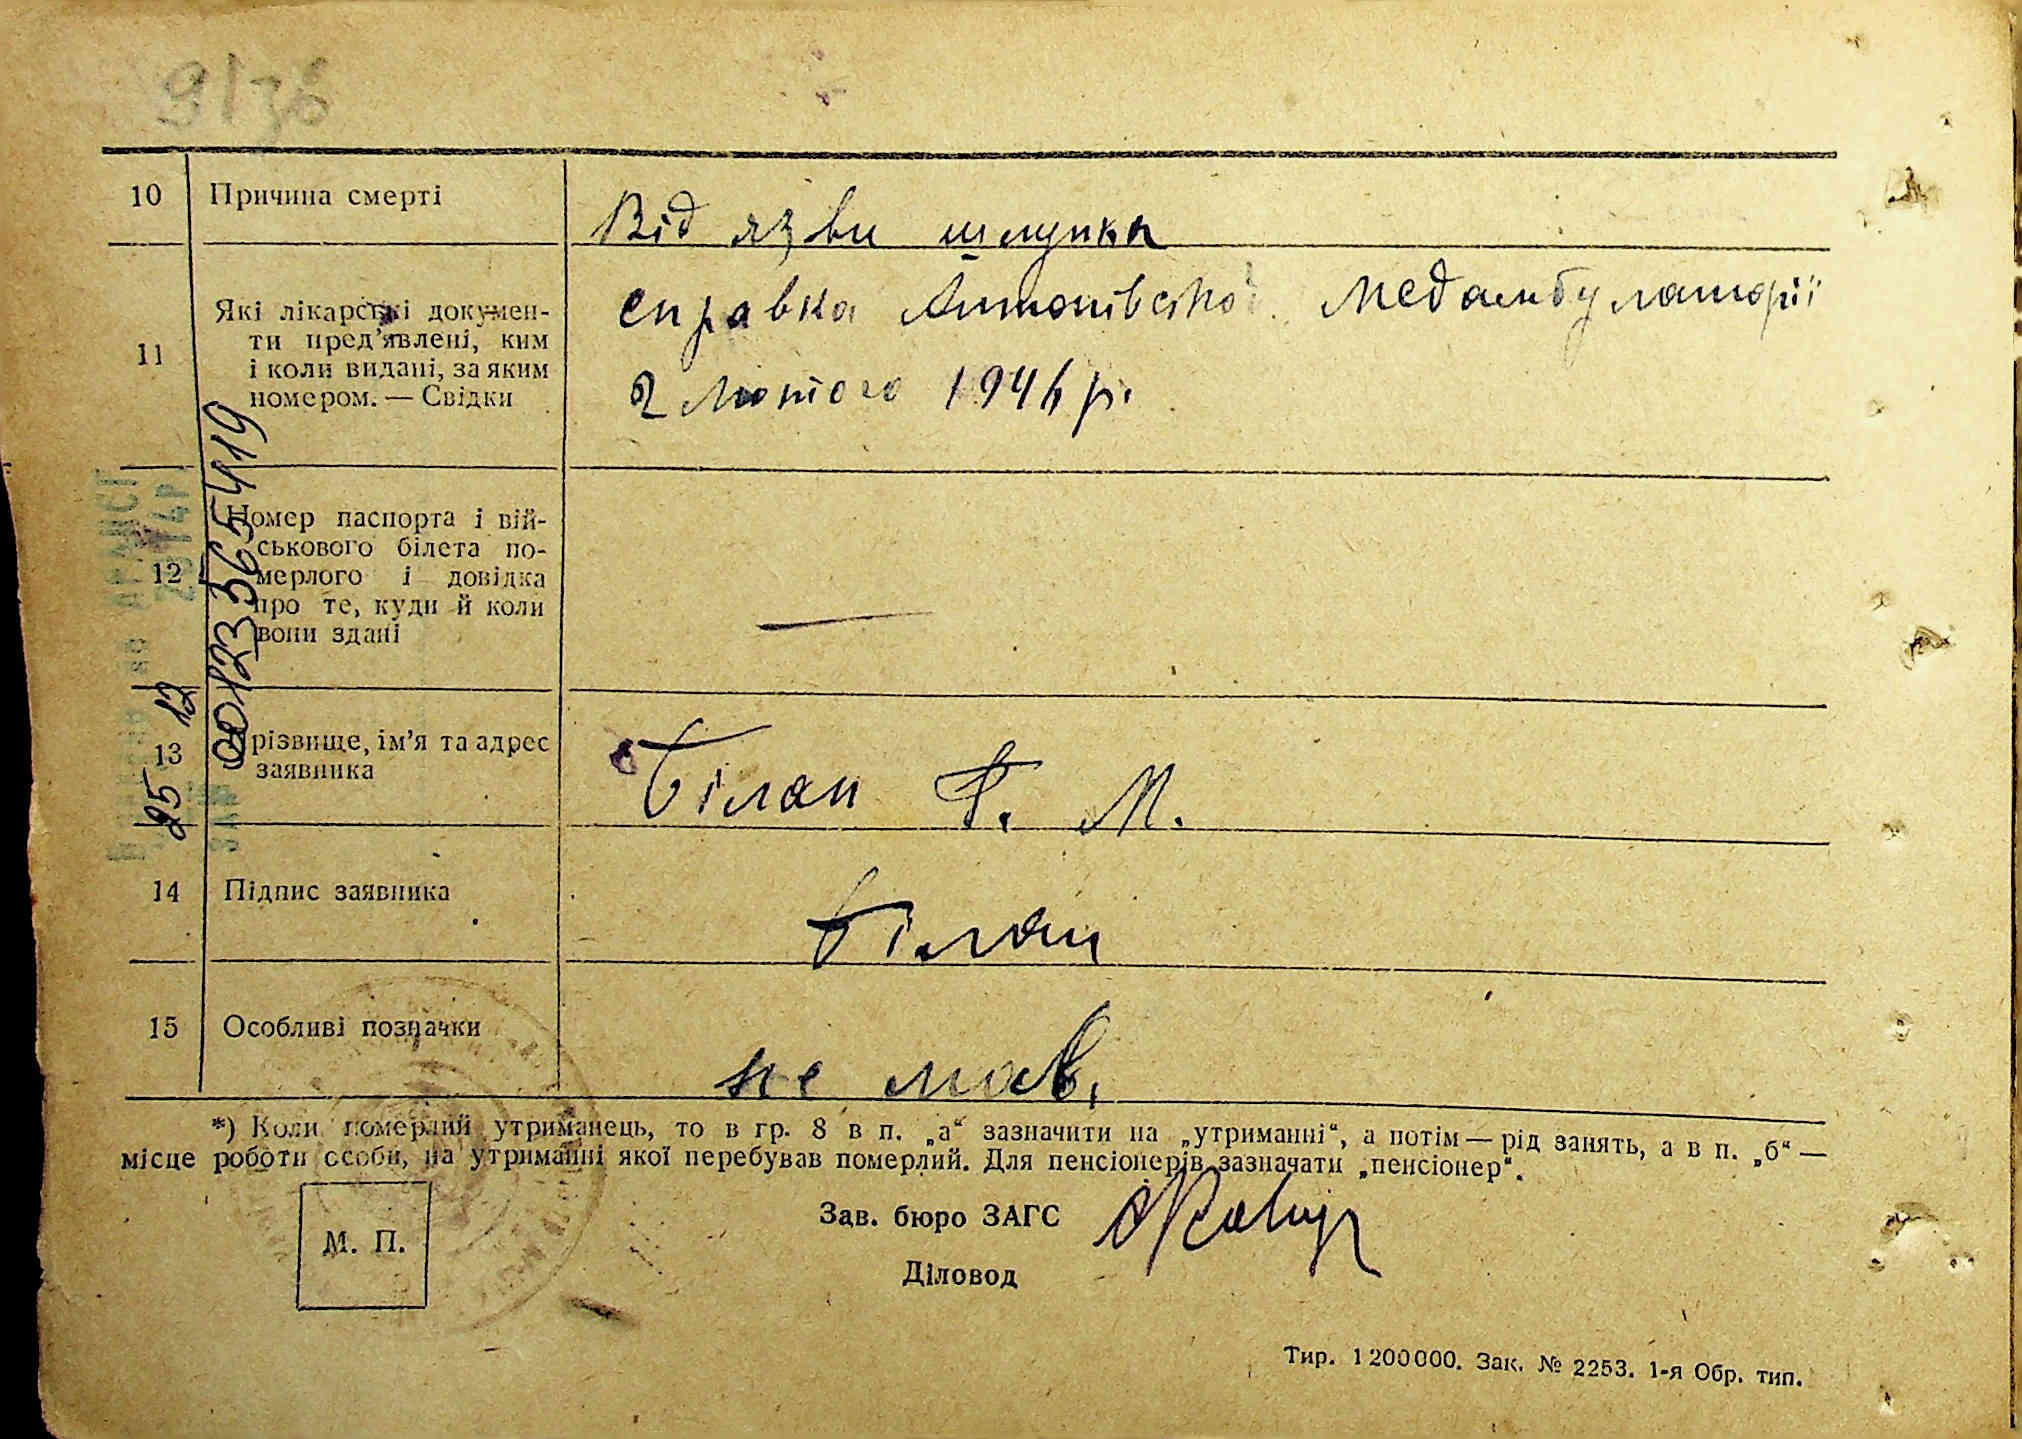 10 Причина смерті Від язви шлунка
11 Які лікарські докумен-
ти пред'явлені, ким
і коли видані, за яким
номером. — Свідки
справка Антонівської Медамбулаторії
2 лютого 1946 р.
12 Номер паспорта і вій-
ськового білета по-
мерлого і довідка
про те, куди й коли
вони здані
—
00123565419
25 12
13 Прізвище, ім'я та адрес
заявника
Білан Ф. М.
14 Підпис заявника Білан
15 Особливі позначки не мав.
*) Коли померлий утриманець, то в гр. 8 в п. „а“ зазначити на „утриманні“, а потім — рід занять, а в п. „б“ —
місце роботи особи, на утриманні якої перебував померлий. Для пенсіонерів зазначати „пенсіонер“.
М. П.
Зав. бюро ЗАГС
Діловод
Тир. 1200000. Зак. № 2253. 1-я Обр. тип.